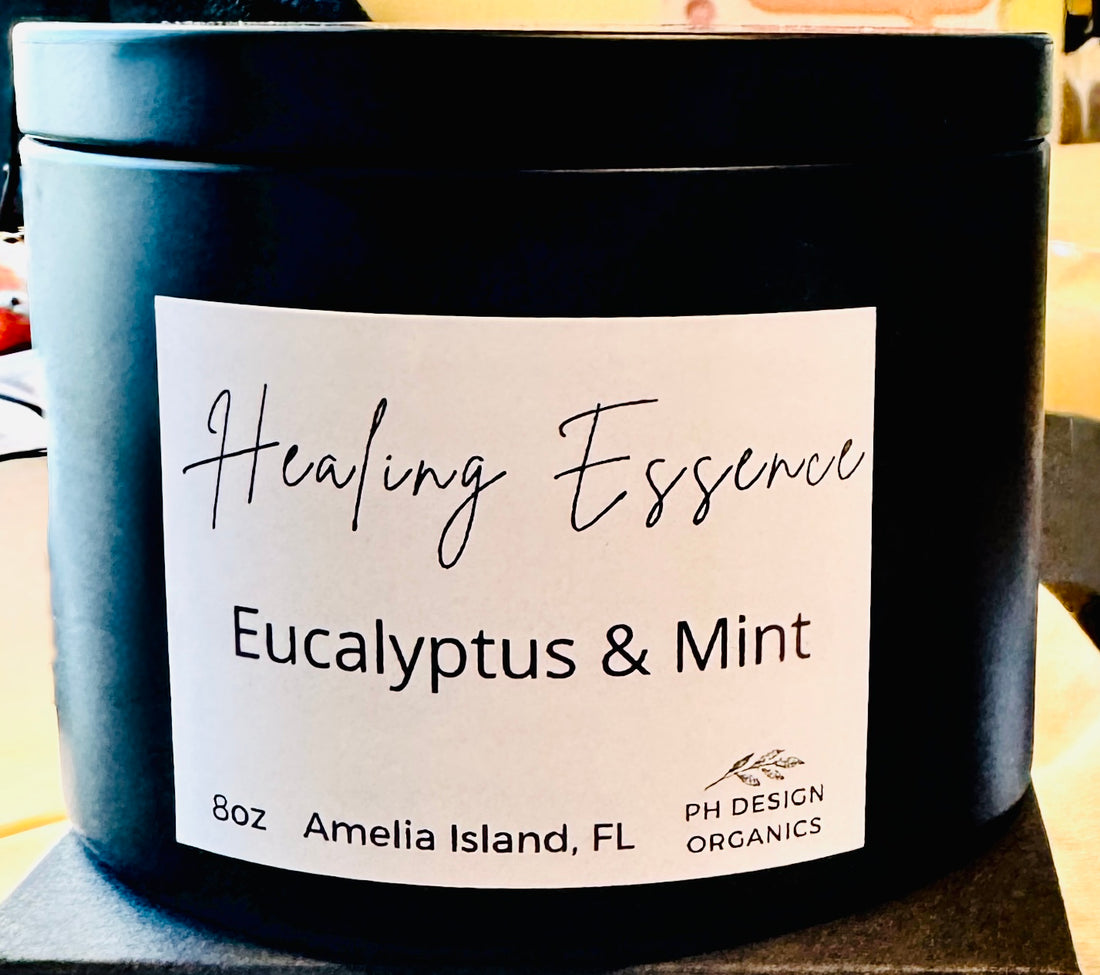 Healing Essence
Eucalyptus & Mint
8oz Amelia Island, FL
PH DESIGN
ORGANICS